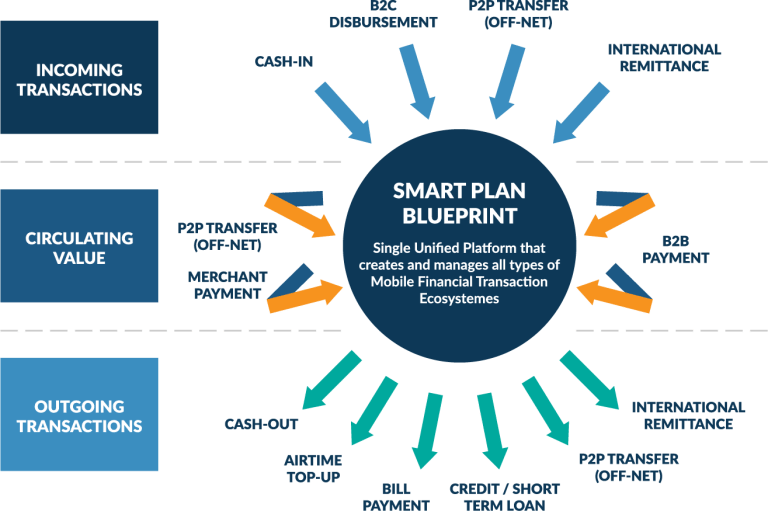 INCOMING
TRANSACTIONS
CASH-IN
B2C
DISBURSEMENT
P2P TRANSFER
(OFF-NET)
INTERNATIONAL
REMITTANCE
CIRCULATING
VALUE
P2P TRANSFER
(OFF-NET)
MERCHANT
PAYMENT
SMART PLAN
BLUEPRINT
Single Unified Platform that
creates and manages all types of
Mobile Financial Transaction
Ecosystemes
B2B
PAYMENT
OUTGOING
TRANSACTIONS
CASH-OUT
AIRTIME
TOP-UP
BILL
PAYMENT
CREDIT / SHORT
TERM LOAN
P2P TRANSFER
(OFF-NET)
INTERNATIONAL
REMITTANCE